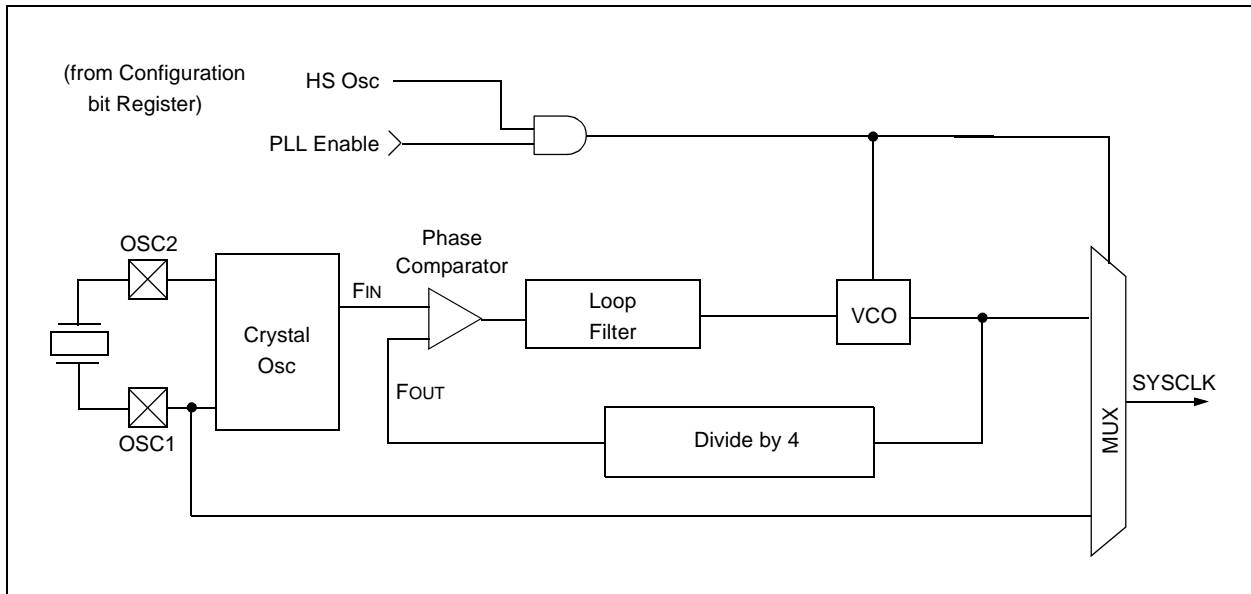 (from Configuration
bit Register)
HS Osc
PLL Enable
OSC2
Phase
Comparator
FIN
Loop
Filter
VCO
Crystal
Osc
FOUT
SYSCLK
OSC1
Divide by 4
MUX